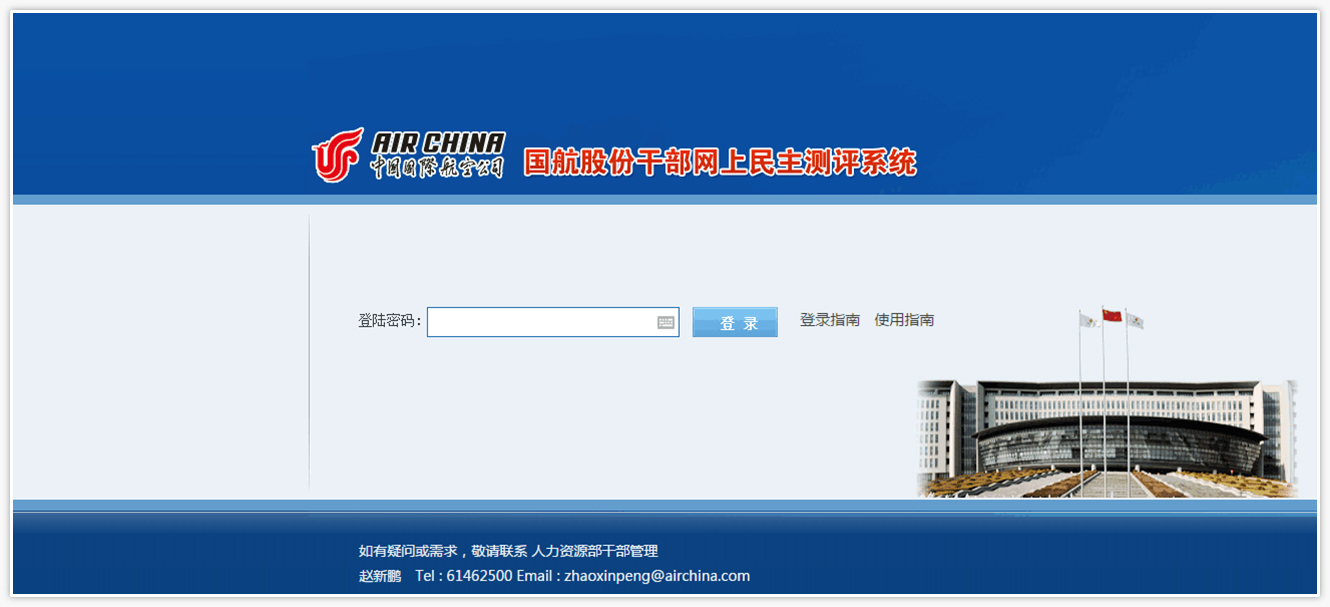 AIR CHINA
中国国际航空公司
国航股份干部网上民主测评系统
登陆密码：
登 录
登录指南 使用指南
如有疑问或需求，敬请联系 人力资源部干部管理
赵新鹏 Tel : 61462500 Email : zhaoxinpeng@airchina.com